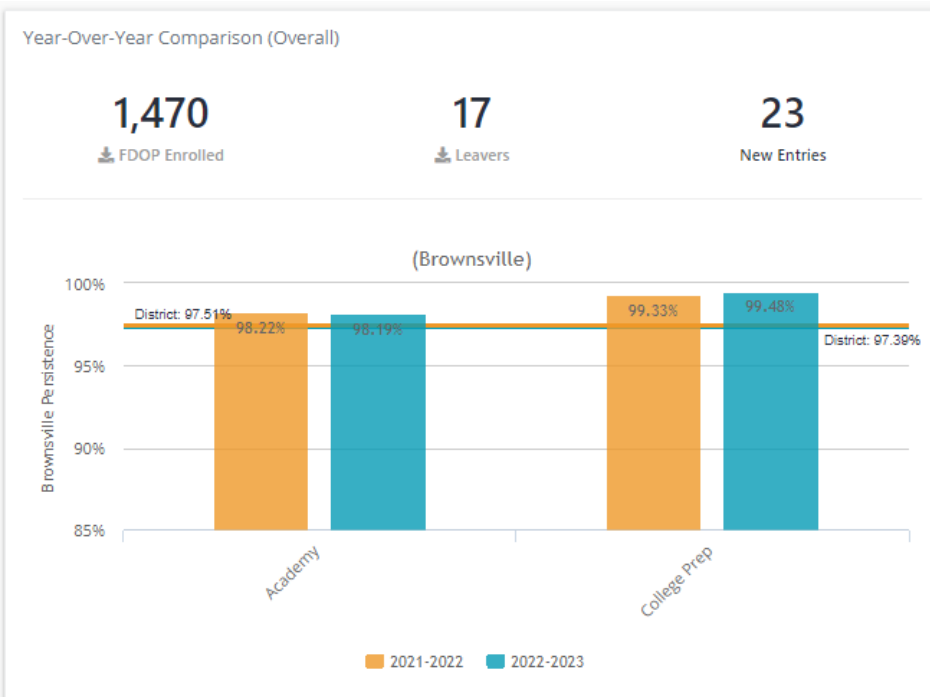 Year-Over-Year Comparison (Overall)
1,470
17
23
FDOP Enrolled
Leavers
New Entries
(Brownsville)
Brownsville Persistence
100%
95%
90%
85%
District: 97.51%
98.22%
98.19%
99.33%
99.48%
District: 97.39%
Academy
College Prep
2021-2022
2022-2023